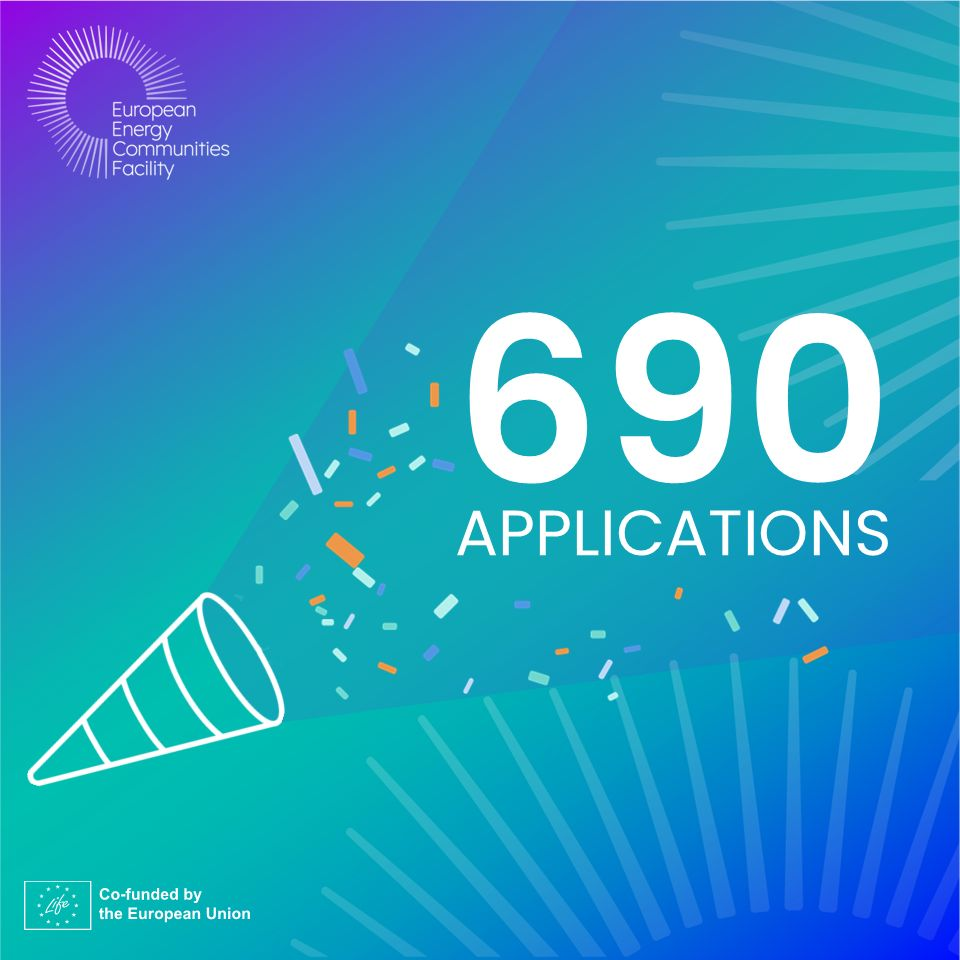 European
Energy
Communities
Facility
690
APPLICATIONS
Life
Co-funded by
the European Union